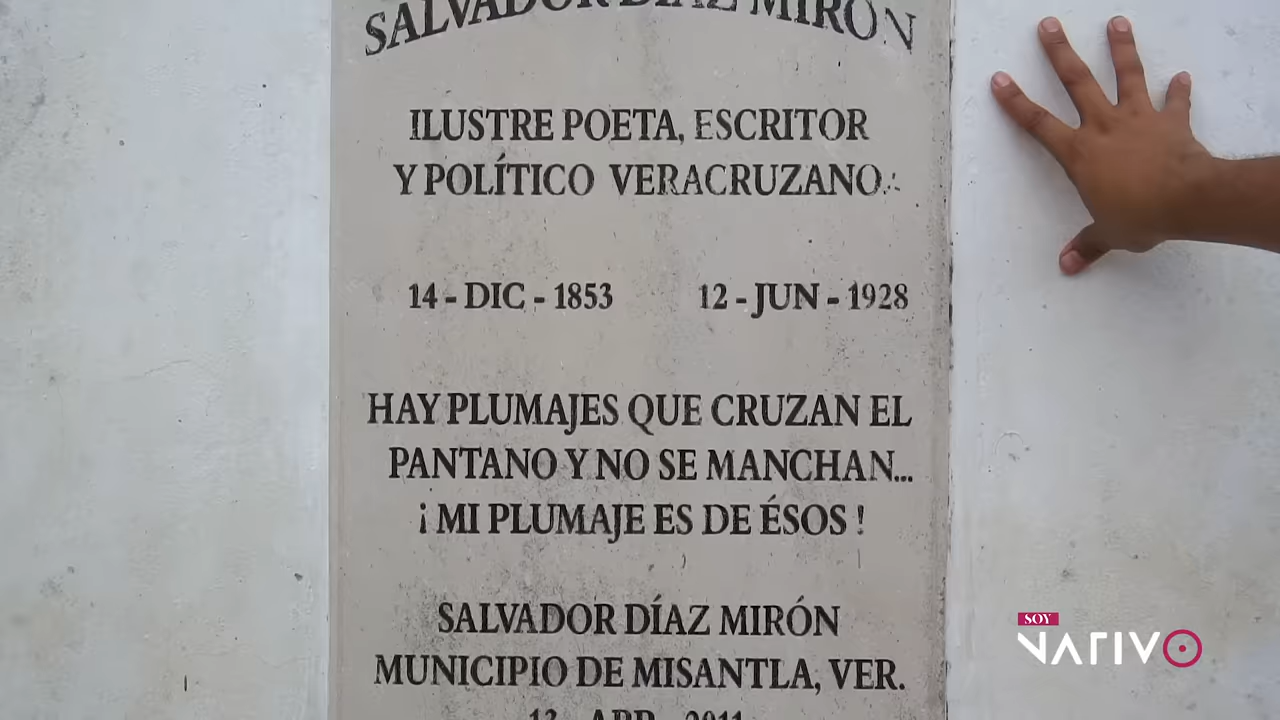 SALVADOR DÍAZ MIRÓN
ILUSTRE POETA, ESCRITOR
Y POLÍTICO VERACRUZANO.
14 - DIC - 1853 12 - JUN - 1928
HAY PLUMAJES QUE CRUZAN EL
PANTANO Y NO SE MANCHAN...
¡ MI PLUMAJE ES DE ÉSOS !
SALVADOR DÍAZ MIRÓN
MUNICIPIO DE MISANTLA, VER.
13 - ABR - 2011
SOY
NATIVO